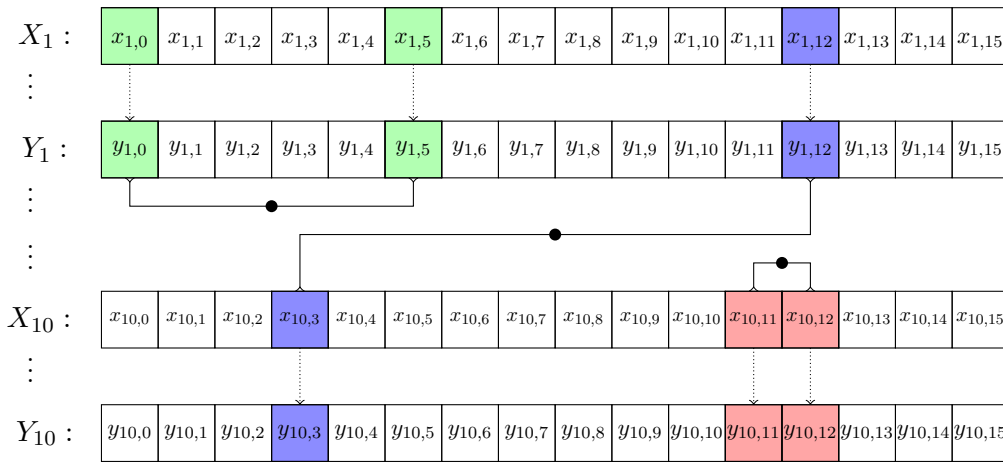 X₁ : x₁,₀ x₁,₁ x₁,₂ x₁,₃ x₁,₄ x₁,₅ x₁,₆ x₁,₇ x₁,₈ x₁,₉ x₁,₁₀ x₁,₁₁ x₁,₁₂ x₁,₁₃ x₁,₁₄ x₁,₁₅
⋮
Y₁ : y₁,₀ y₁,₁ y₁,₂ y₁,₃ y₁,₄ y₁,₅ y₁,₆ y₁,₇ y₁,₈ y₁,₉ y₁,₁₀ y₁,₁₁ y₁,₁₂ y₁,₁₃ y₁,₁₄ y₁,₁₅
⋮
⋮
X₁₀ : x₁₀,₀ x₁₀,₁ x₁₀,₂ x₁₀,₃ x₁₀,₄ x₁₀,₅ x₁₀,₆ x₁₀,₇ x₁₀,₈ x₁₀,₉ x₁₀,₁₀ x₁₀,₁₁ x₁₀,₁₂ x₁₀,₁₃ x₁₀,₁₄ x₁₀,₁₅
⋮
Y₁₀ : y₁₀,₀ y₁₀,₁ y₁₀,₂ y₁₀,₃ y₁₀,₄ y₁₀,₅ y₁₀,₆ y₁₀,₇ y₁₀,₈ y₁₀,₉ y₁₀,₁₀ y₁₀,₁₁ y₁₀,₁₂ y₁₀,₁₃ y₁₀,₁₄ y₁₀,₁₅